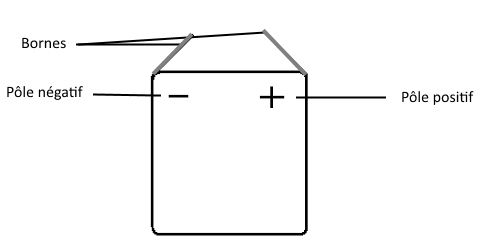 Bornes
Pôle négatif
− +
Pôle positif